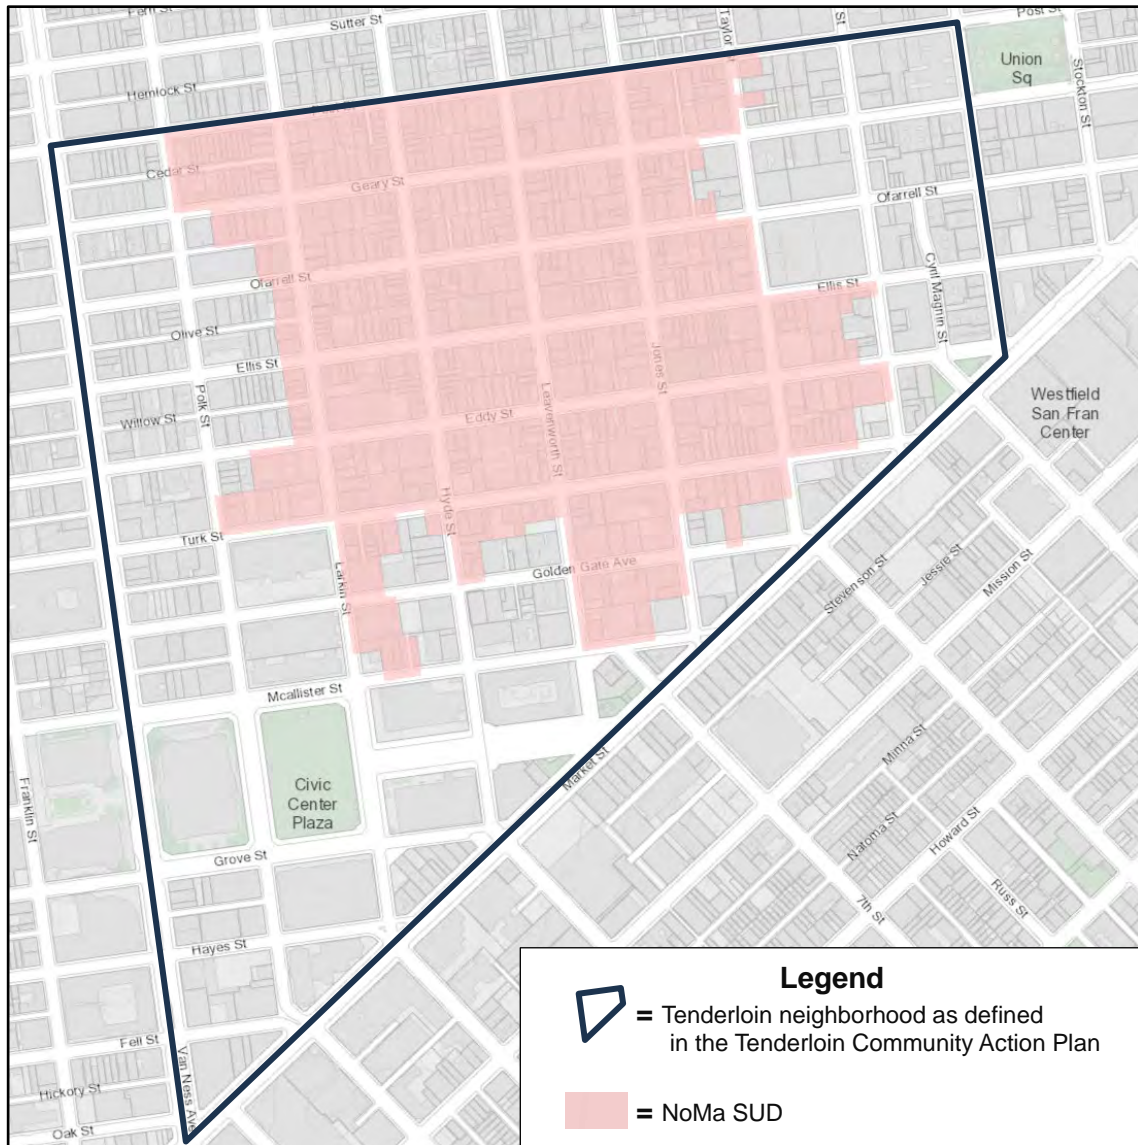 Fern St
Sutter St
Taylor St
St
Post St
Hemlock St
Union
Sq
Stockton St
Cedar St
Geary St
Ofarrell St
Ofarrell St
Cyril Magnin St
Ellis St
Olive St
Ellis St
Jones St
Polk St
Leavenworth St
Willow St
Eddy St
Westfield
San Fran
Center
Hyde St
Turk St
Larkin St
Golden Gate Ave
Stevenson St
Jessie St
Mission St
Mcallister St
Market St
Minna St
Franklin St
Civic
Center
Plaza
Natoma St
Howard St
Grove St
7th St
Russ St
Hayes St
Fell St
Van Ness Ave
Hickory St
Oak St
Legend
= Tenderloin neighborhood as defined
in the Tenderloin Community Action Plan
= NoMa SUD